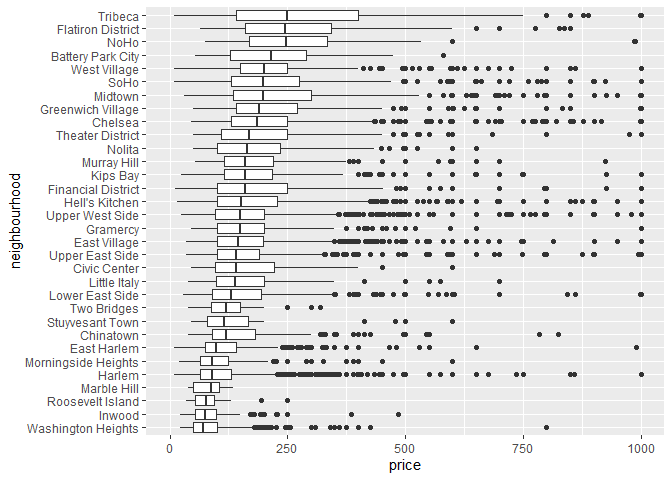 Tribeca
Flatiron District
NoHo
Battery Park City
West Village
SoHo
Midtown
Greenwich Village
Chelsea
Theater District
Nolita
Murray Hill
Kips Bay
Financial District
Hell's Kitchen
Upper West Side
Gramercy
East Village
Upper East Side
Civic Center
Little Italy
Lower East Side
Two Bridges
Stuyvesant Town
Chinatown
East Harlem
Morningside Heights
Harlem
Marble Hill
Roosevelt Island
Inwood
Washington Heights
neighbourhood
0 250 500 750 1000
price